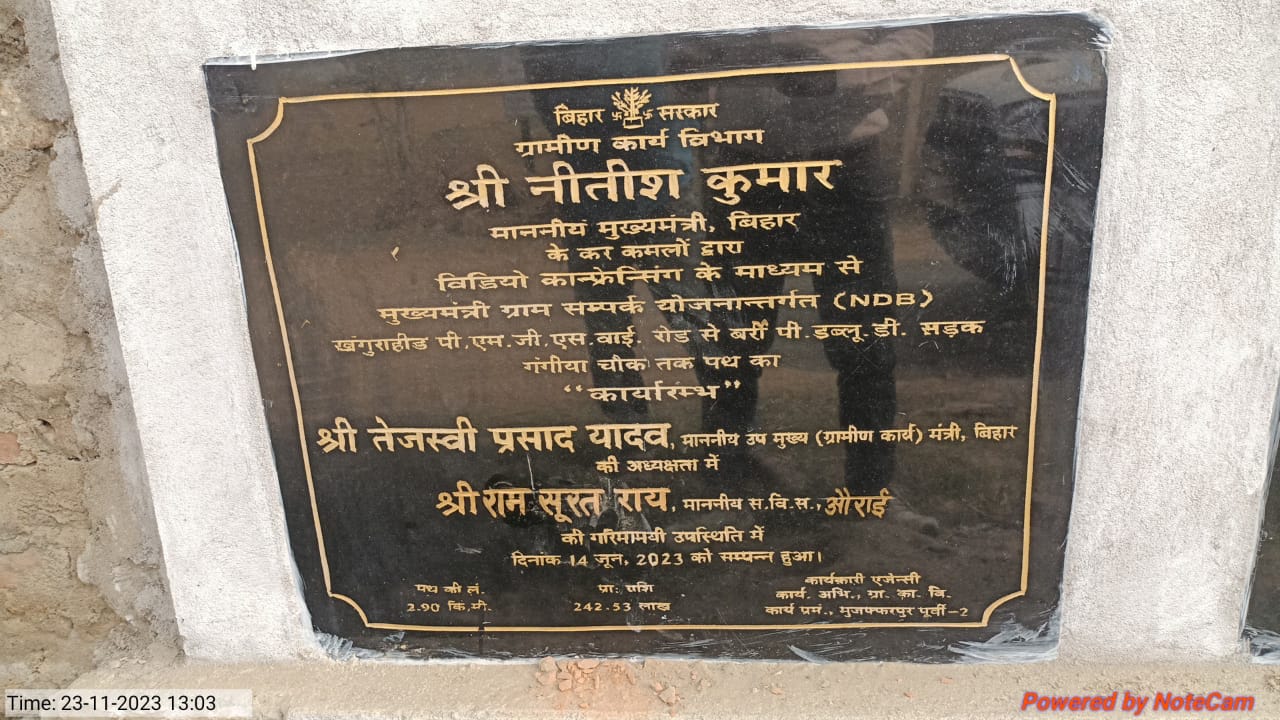 बिहार सरकार
ग्रामीण कार्य विभाग
श्री नीतीश कुमार
माननीय मुख्यमंत्री, बिहार
के कर कमलों द्वारा
विडियो कान्फ्रेन्सिंग के माध्यम से
मुख्यमंत्री ग्राम सम्पर्क योजनान्तर्गत (NDB)
खंगुराहीड पी.एम.जी.एस.वाई. रोड से बर्री पी.डब्लू.डी. सड़क
गंगीया चौक तक पथ का
“कार्यारम्भ”
श्री तेजस्वी प्रसाद यादव, माननीय उप मुख्य (ग्रामीण कार्य) मंत्री, बिहार
की अध्यक्षता में
श्री राम सूरत राय, माननीय स.वि.स., औराई
की गरिमामयी उपस्थिति में
दिनांक 14 जून, 2023 को सम्पन्न हुआ।
पथ की लं.
2.90 कि.मी.
प्रा: राशि
242.53 लाख
कार्यकारी एजेन्सी
कार्य. अभि., ग्रा. का. वि.
कार्य प्रमं., मुजफ्फरपुर पूर्वी-2
Time: 23-11-2023 13:03
Powered by NoteCam